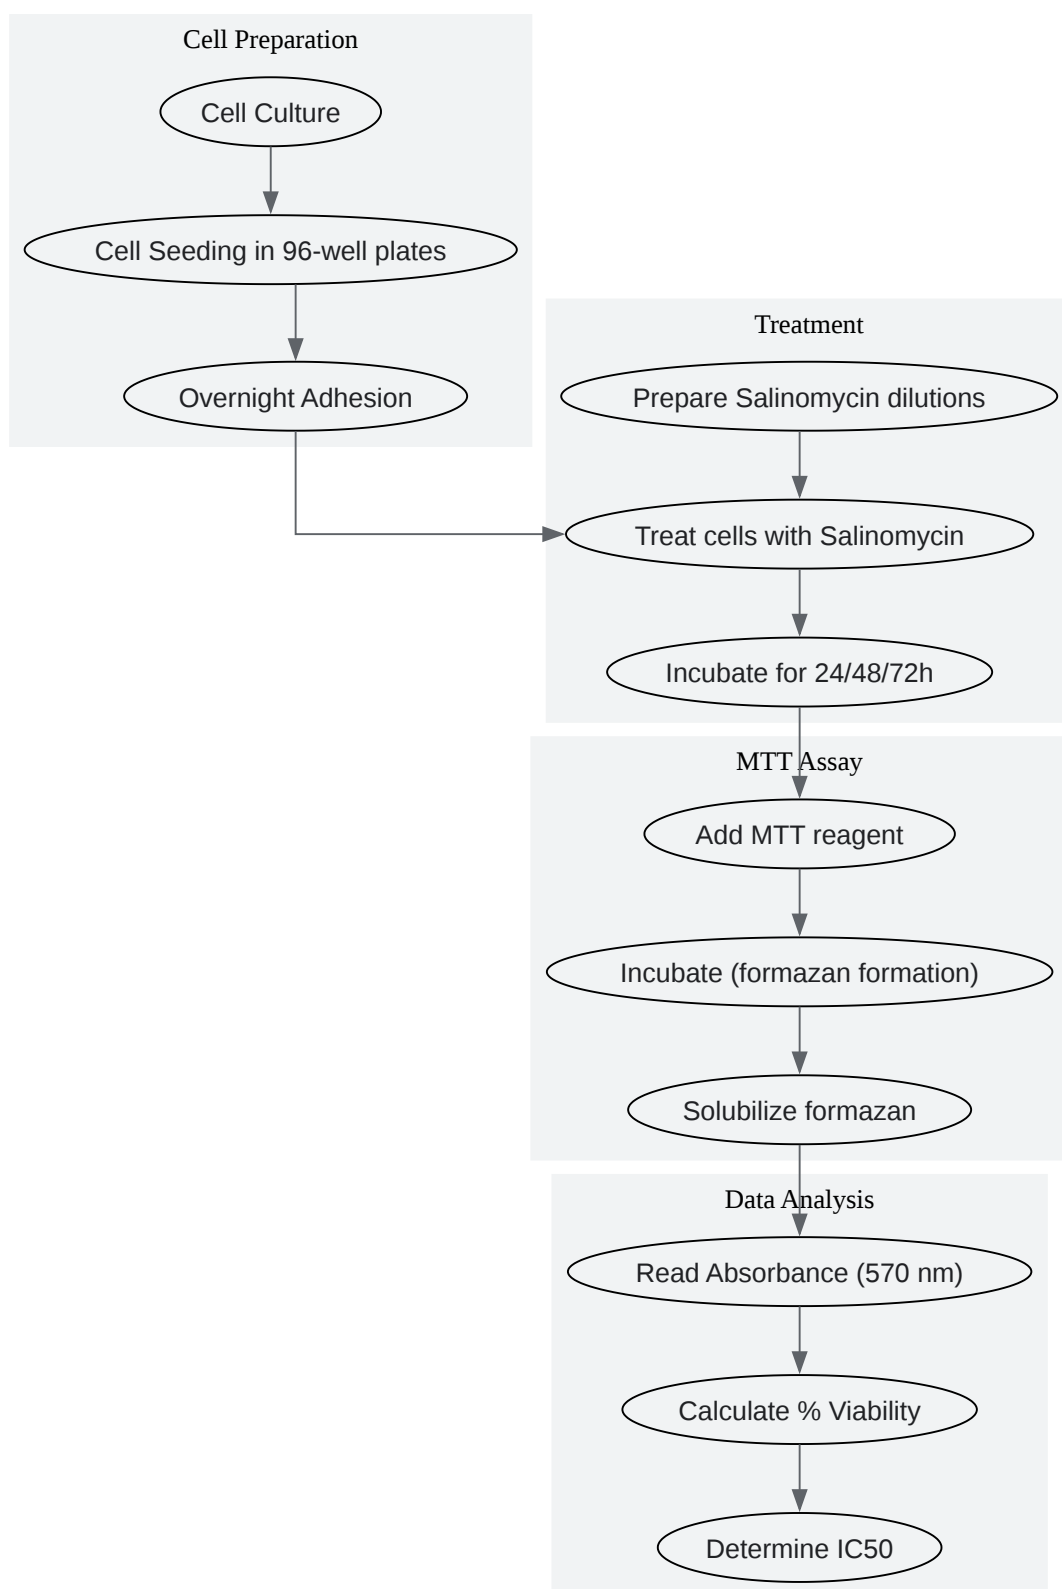 Cell Preparation
Cell Culture
Cell Seeding in 96-well plates
Overnight Adhesion
Treatment
Prepare Salinomycin dilutions
Treat cells with Salinomycin
Incubate for 24/48/72h
MTT Assay
Add MTT reagent
Incubate (formazan formation)
Solubilize formazan
Data Analysis
Read Absorbance (570 nm)
Calculate % Viability
Determine IC50